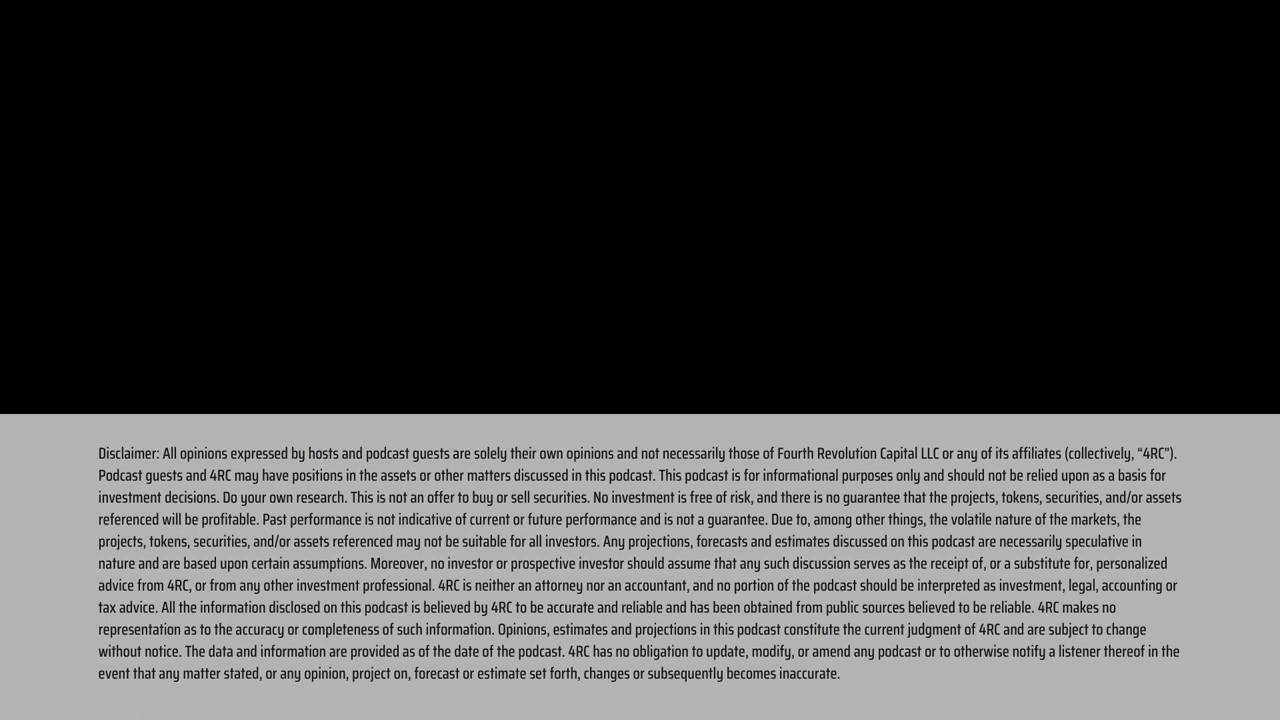 Disclaimer: All opinions expressed by hosts and podcast guests are solely their own opinions and not necessarily those of Fourth Revolution Capital LLC or any of its affiliates (collectively, “4RC”).
Podcast guests and 4RC may have positions in the assets or other matters discussed in this podcast. This podcast is for informational purposes only and should not be relied upon as a basis for
investment decisions. Do your own research. This is not an offer to buy or sell securities. No investment is free of risk, and there is no guarantee that the projects, tokens, securities, and/or assets
referenced will be profitable. Past performance is not indicative of current or future performance and is not a guarantee. Due to, among other things, the volatile nature of the markets, the
projects, tokens, securities, and/or assets referenced may not be suitable for all investors. Any projections, forecasts and estimates discussed on this podcast are necessarily speculative in
nature and are based upon certain assumptions. Moreover, no investor or prospective investor should assume that any such discussion serves as the receipt of, or a substitute for, personalized
advice from 4RC, or from any other investment professional. 4RC is neither an attorney nor an accountant, and no portion of the podcast should be interpreted as investment, legal, accounting or
tax advice. All the information disclosed on this podcast is believed by 4RC to be accurate and reliable and has been obtained from public sources believed to be reliable. 4RC makes no
representation as to the accuracy or completeness of such information. Opinions, estimates and projections in this podcast constitute the current judgment of 4RC and are subject to change
without notice. The data and information are provided as of the date of the podcast. 4RC has no obligation to update, modify, or amend any podcast or to otherwise notify a listener thereof in the
event that any matter stated, or any opinion, project on, forecast or estimate set forth, changes or subsequently becomes inaccurate.